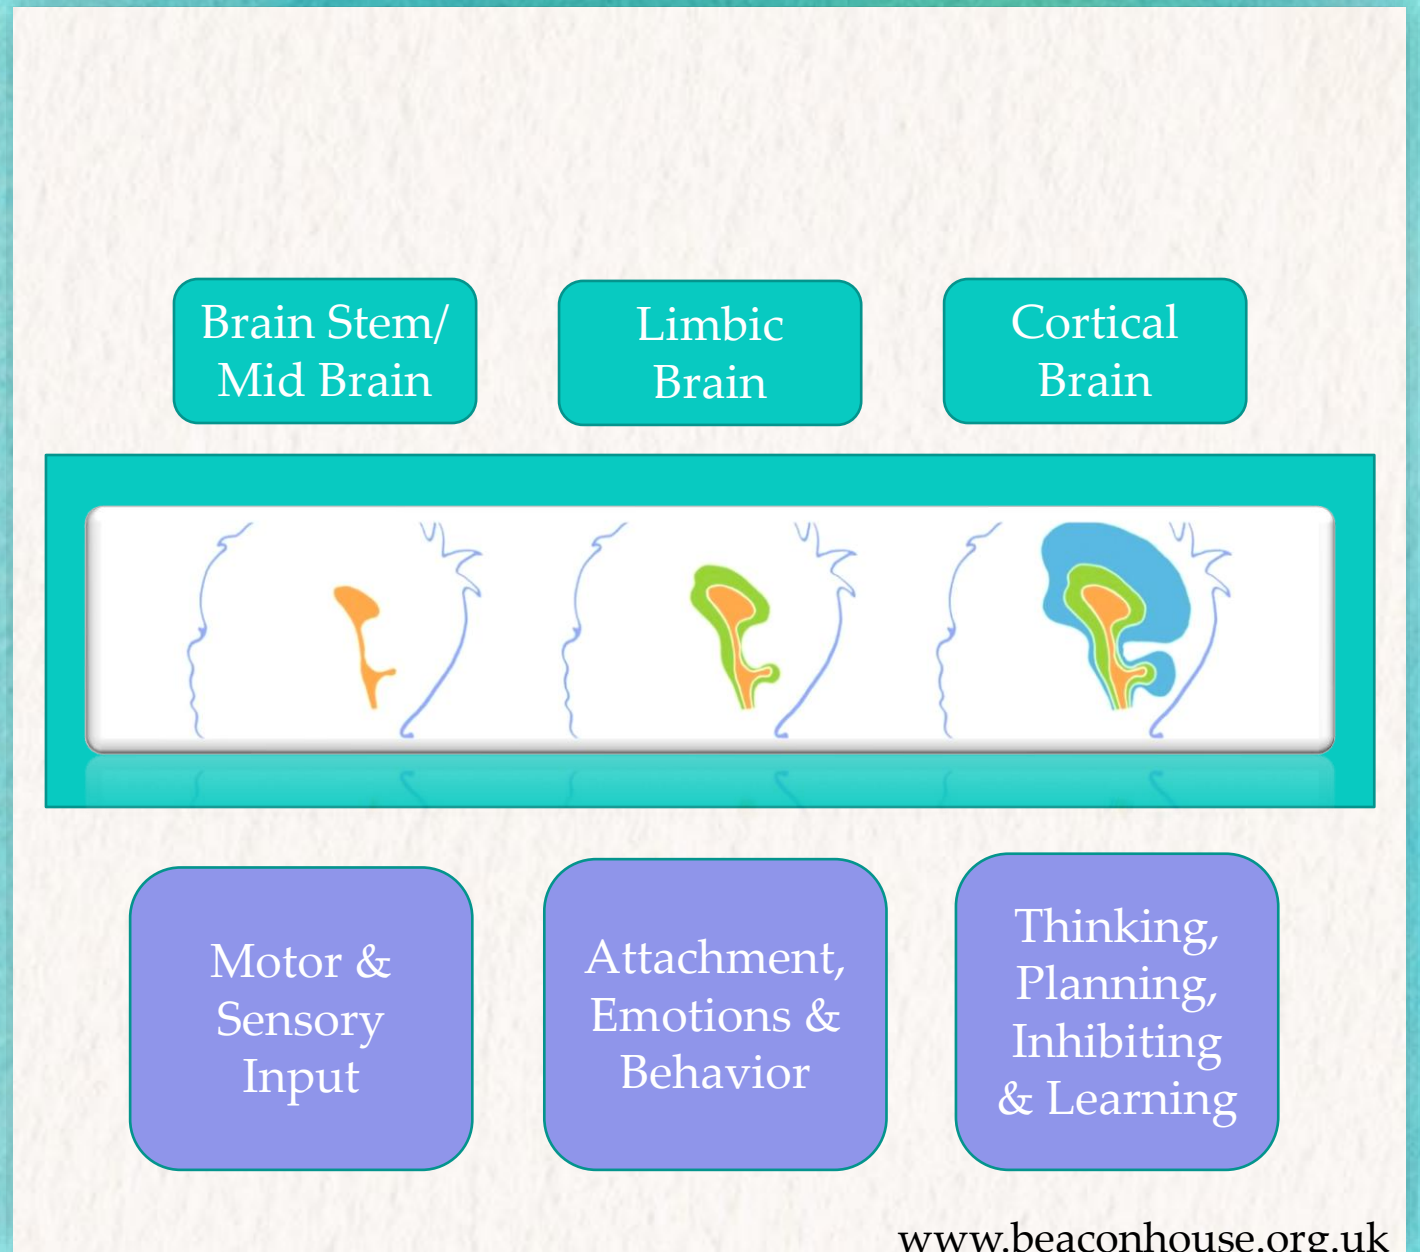 Brain Stem/
Mid Brain
Limbic
Brain
Cortical
Brain
Motor &
Sensory
Input
Attachment,
Emotions &
Behavior
Thinking,
Planning,
Inhibiting
& Learning
www.beaconhouse.org.uk